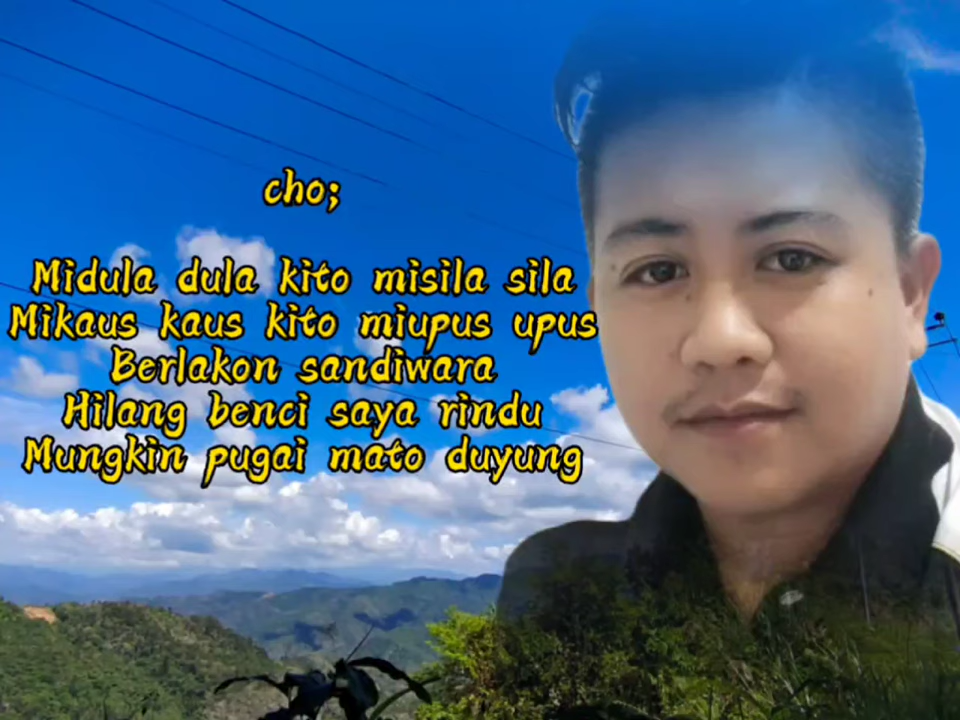 cho;
Midula dula kito misila sila
Mikaus kaus kito miupus upus
Berlakon sandiwara
Hilang benci saya rindu
Mungkin pugai mato duyung